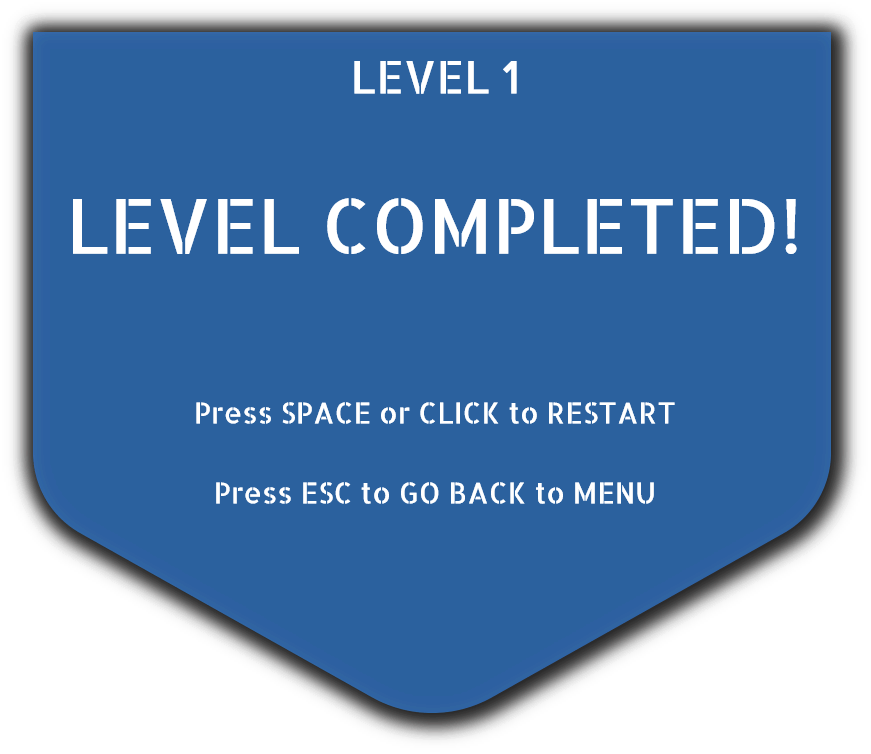 LEVEL 1
LEVEL COMPLETED!
Press SPACE or CLICK to RESTART
Press ESC to GO BACK to MENU